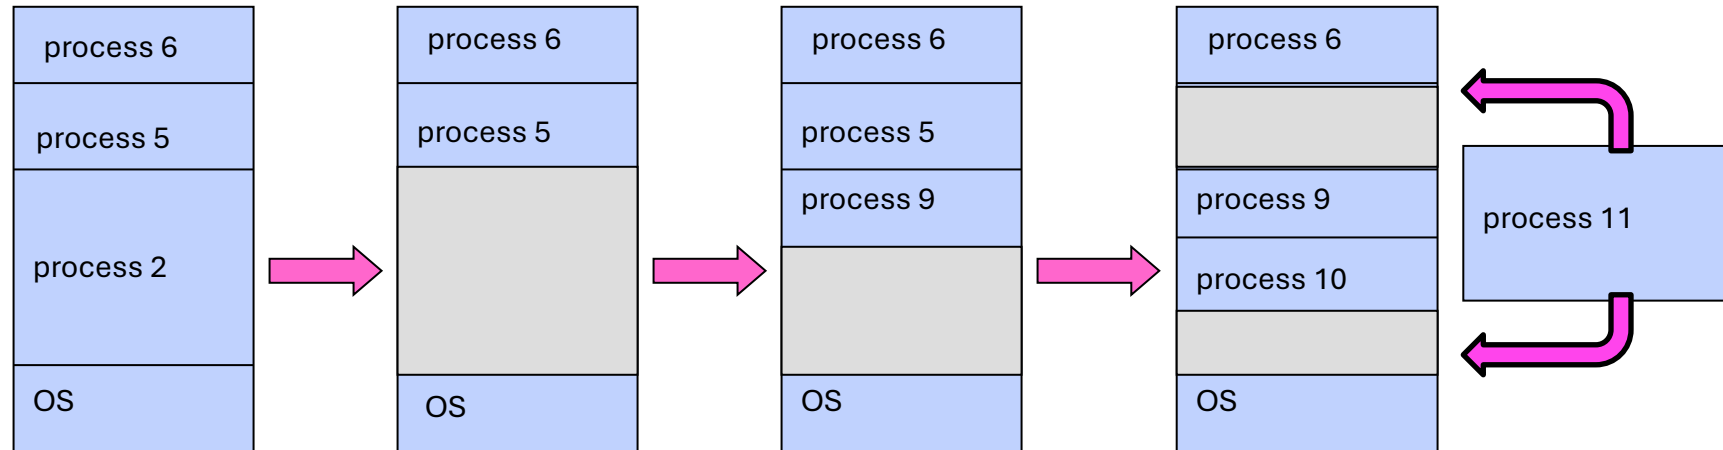 process 6
process 5
process 2
OS
process 6
process 5
OS
process 6
process 5
process 9
OS
process 6
process 9
process 10
OS
process 11